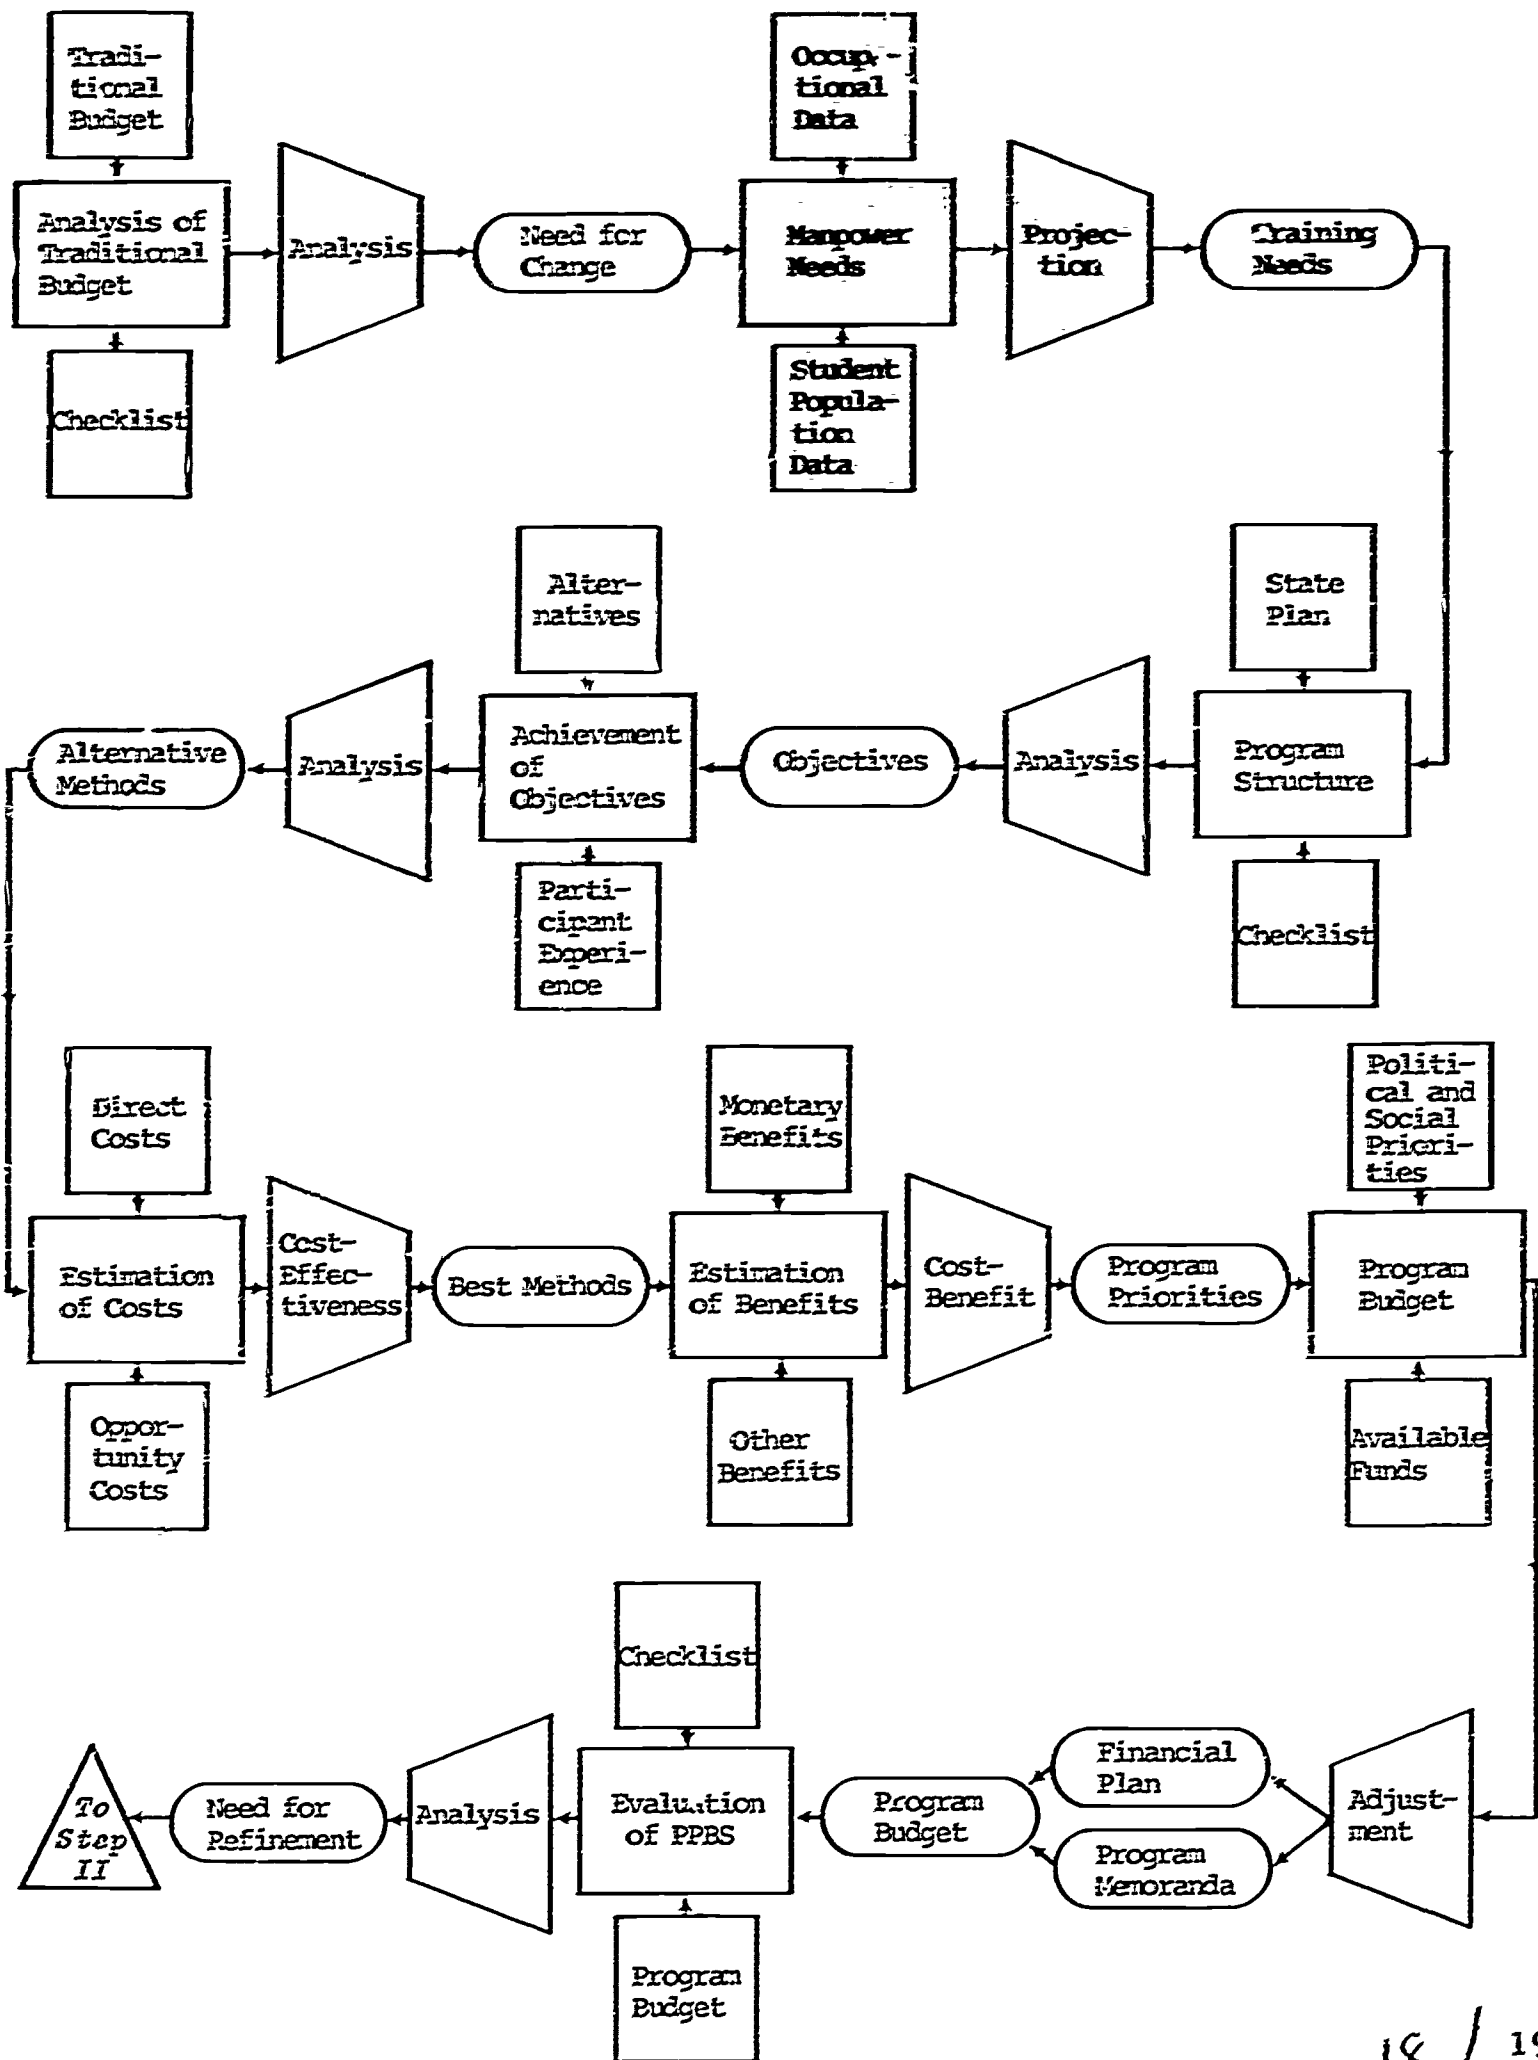 Tradi-
tional
Budget
Analysis of
Traditional
Budget
Checklist
Analysis
Need for
Change
Occupa-
tional
Data
Manpower
Needs
Student
Popula-
tion
Data
Projec-
tion
Training
Needs
State
Plan
Program
Structure
Checklist
Analysis
Objectives
Alter-
natives
Achievement
of
Objectives
Parti-
cipant
Experi-
ence
Analysis
Alternative
Methods
Direct
Costs
Estimation
of Costs
Oppor-
tunity
Costs
Cost-
Effec-
tiveness
Best Methods
Monetary
Benefits
Estimation
of Benefits
Other
Benefits
Cost-
Benefit
Program
Priorities
Politi-
cal and
Social
Priori-
ties
Program
Budget
Available
Funds
Adjust-
ment
Financial
Plan
Program
Memoranda
Program
Budget
Checklist
Evaluation
of PPBS
Program
Budget
Analysis
Need for
Refinement
To
Step
II
18 / 19